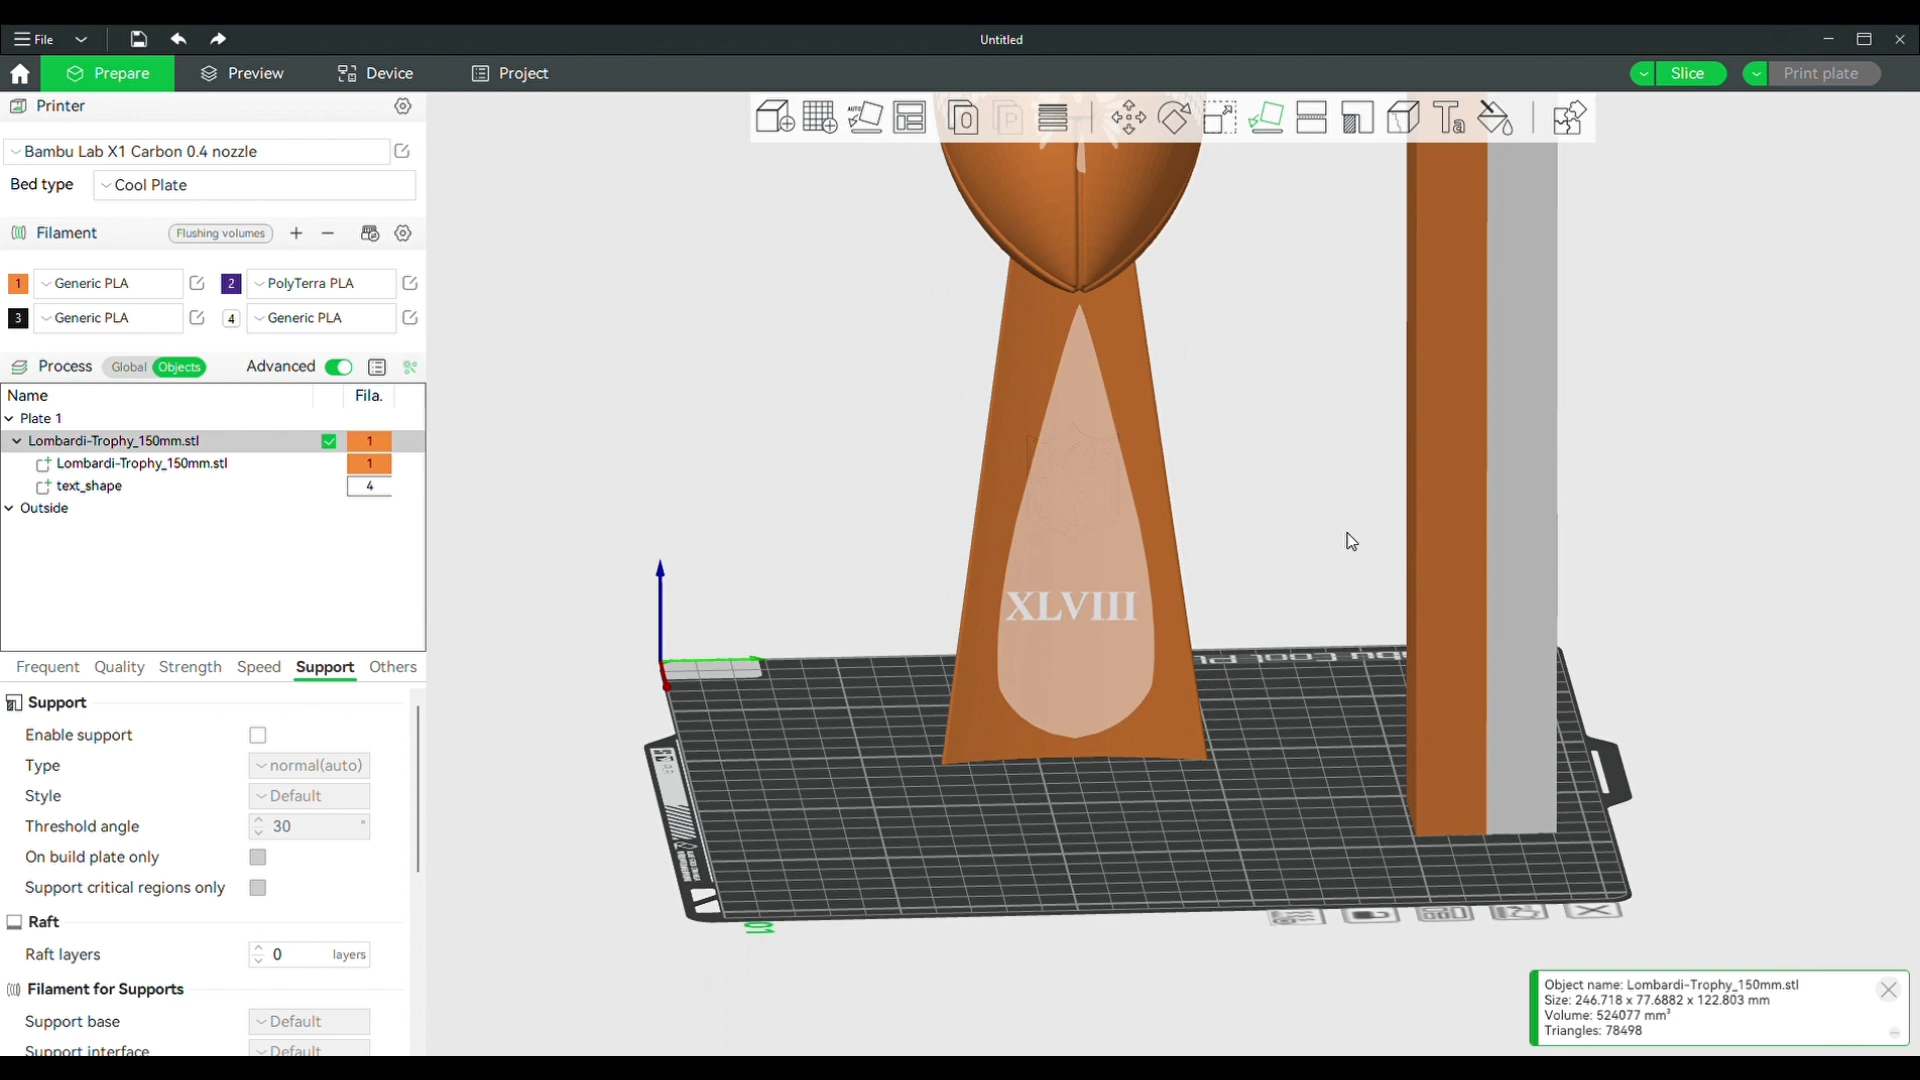 File
Untitled
Prepare
Preview
Device
Project
Slice
Print plate
Printer
Bambu Lab X1 Carbon 0.4 nozzle
Bed type
Cool Plate
Filament
Flushing volumes
1 Generic PLA
2 PolyTerra PLA
3 Generic PLA
4 Generic PLA
Process Global Objects Advanced
Name Fila.
Plate 1
Lombardi-Trophy_150mm.stl 1
Lombardi-Trophy_150mm.stl 1
text_shape 4
Outside
Frequent Quality Strength Speed Support Others
Support
Enable support
Type normal(auto)
Style Default
Threshold angle 30 °
On build plate only
Support critical regions only
Raft
Raft layers 0 layers
Filament for Supports
Support base Default
Support interface Default
AUTO
0
P
Ta
XLVIII
01
Object name: Lombardi-Trophy_150mm.stl
Size: 246.718 x 77.6882 x 122.803 mm
Volume: 524077 mm³
Triangles: 78498